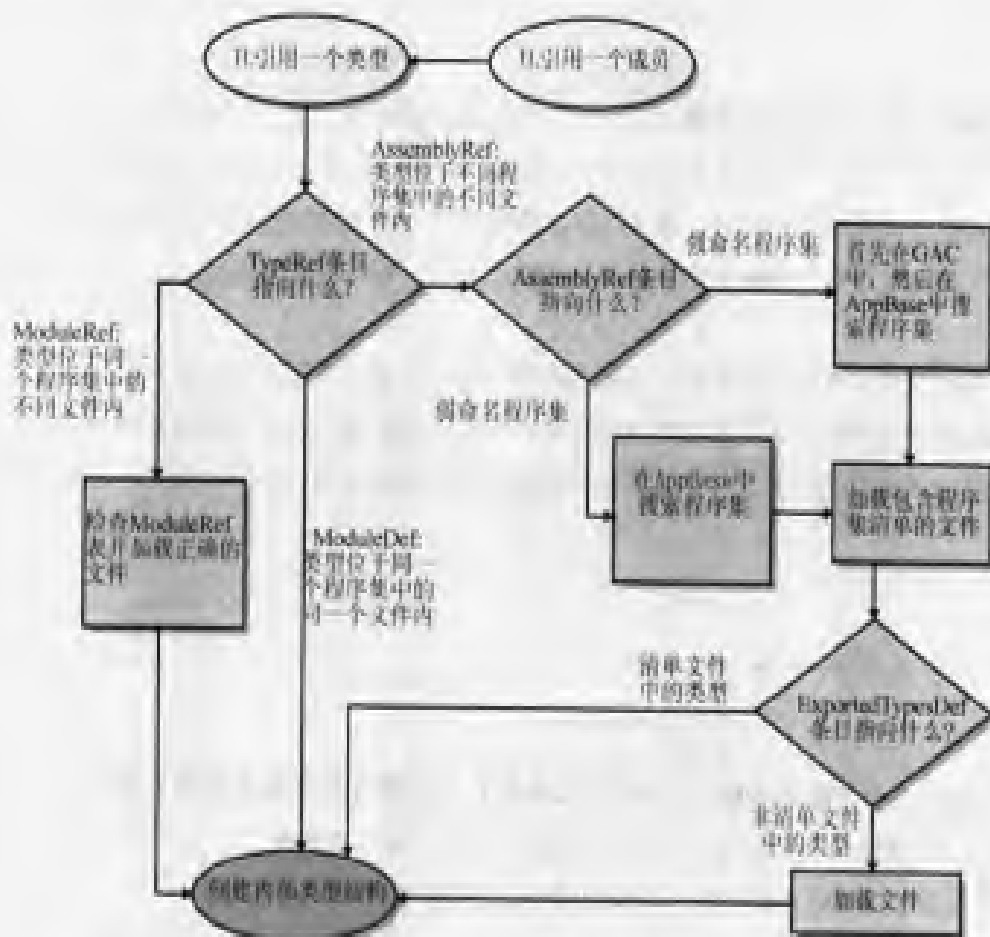 IL引用一个类型
IL引用一个成员
AssemblyRef:
类型位于不同程
序集中的不同文
件内
TypeRef条目
指向什么?
AssemblyRef条目
指向什么?
强命名程序集
首先在GAC
中，然后在
AppBase中搜
索程序集
ModuleRef:
类型位于同一
个程序集中的
不同文件内
弱命名程序集
在AppBase中
搜索程序集
加载包含程序
集清单的文件
检查ModuleRef
表并加载正确的
文件
ModuleDef:
类型位于同一
个程序集中的
同一个文件内
清单文件
中的类型
ExportedTypesDef
条目指向什么?
非清单文件
中的类型
创建内部类型结构
加载文件